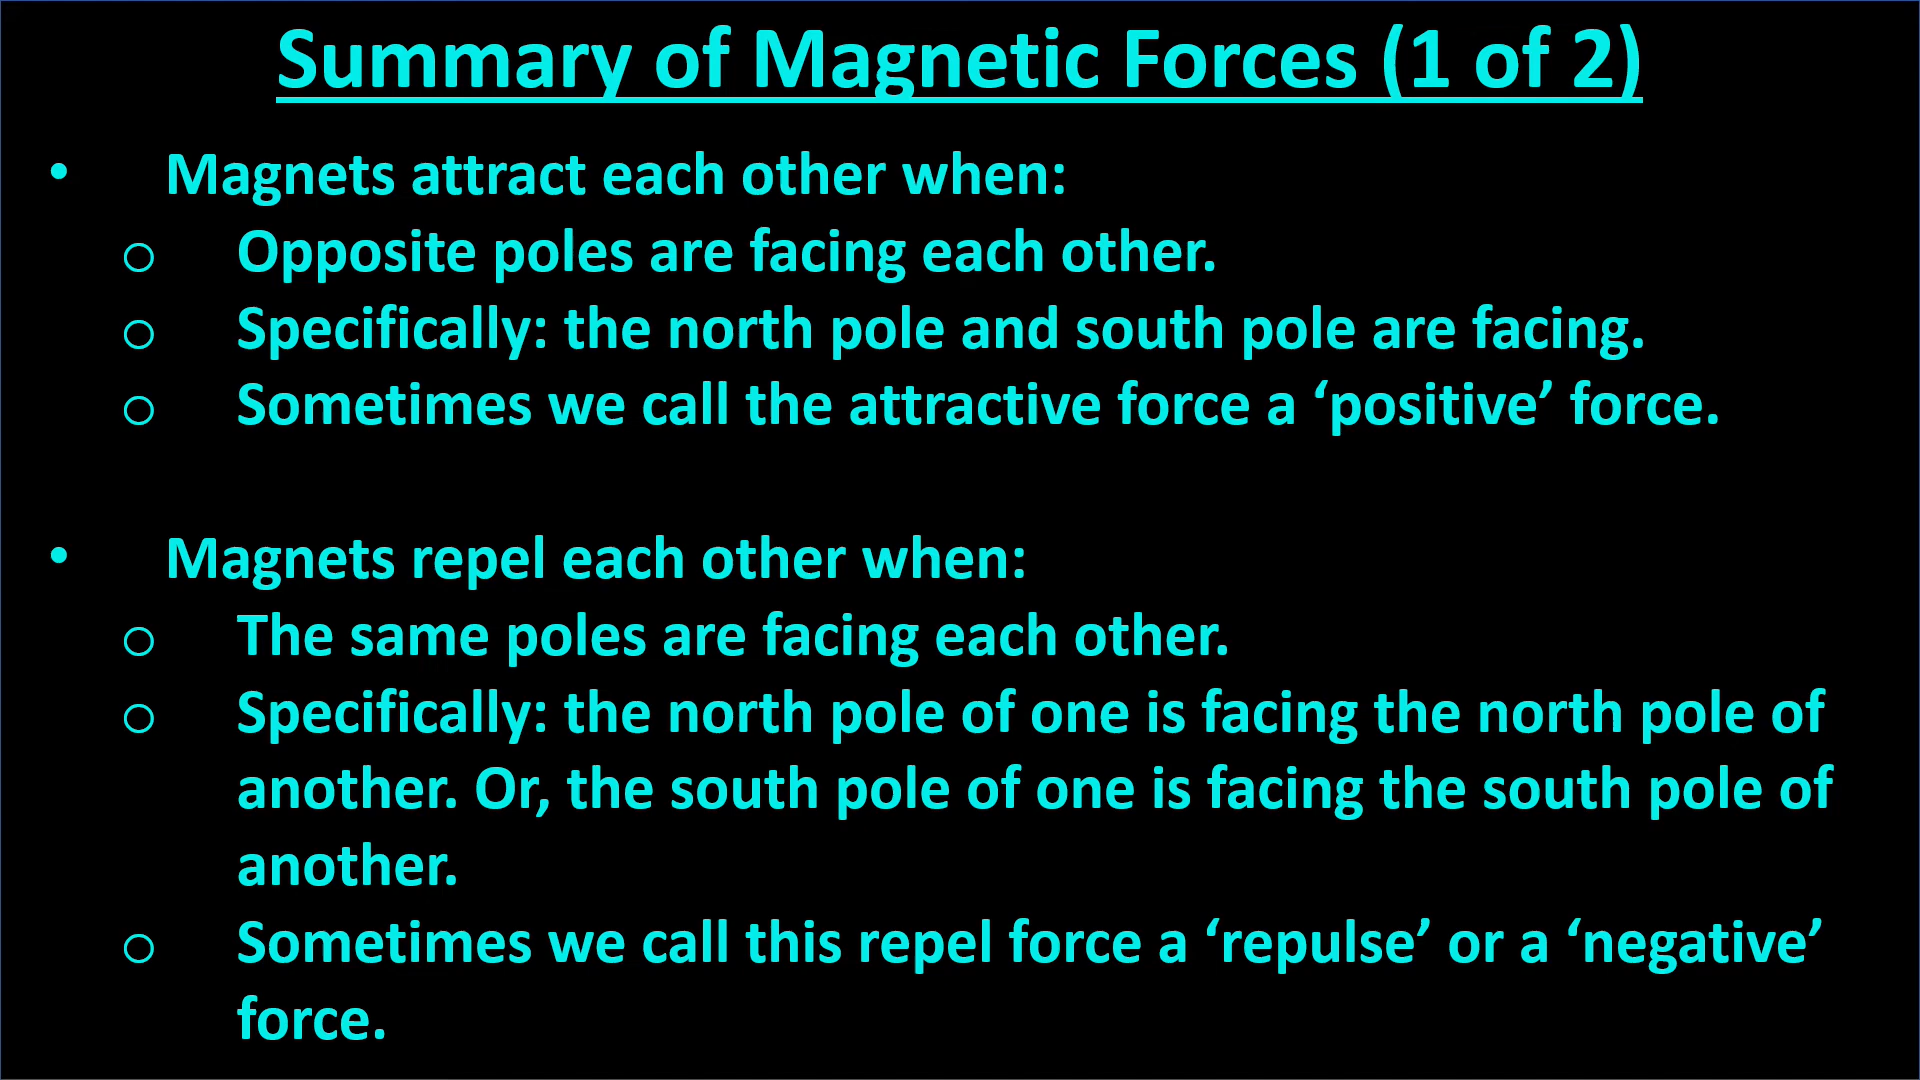 Summary of Magnetic Forces (1 of 2)
• Magnets attract each other when:
o Opposite poles are facing each other.
o Specifically: the north pole and south pole are facing.
o Sometimes we call the attractive force a ‘positive’ force.
• Magnets repel each other when:
o The same poles are facing each other.
o Specifically: the north pole of one is facing the north pole of
another. Or, the south pole of one is facing the south pole of
another.
o Sometimes we call this repel force a ‘repulse’ or a ‘negative’
force.